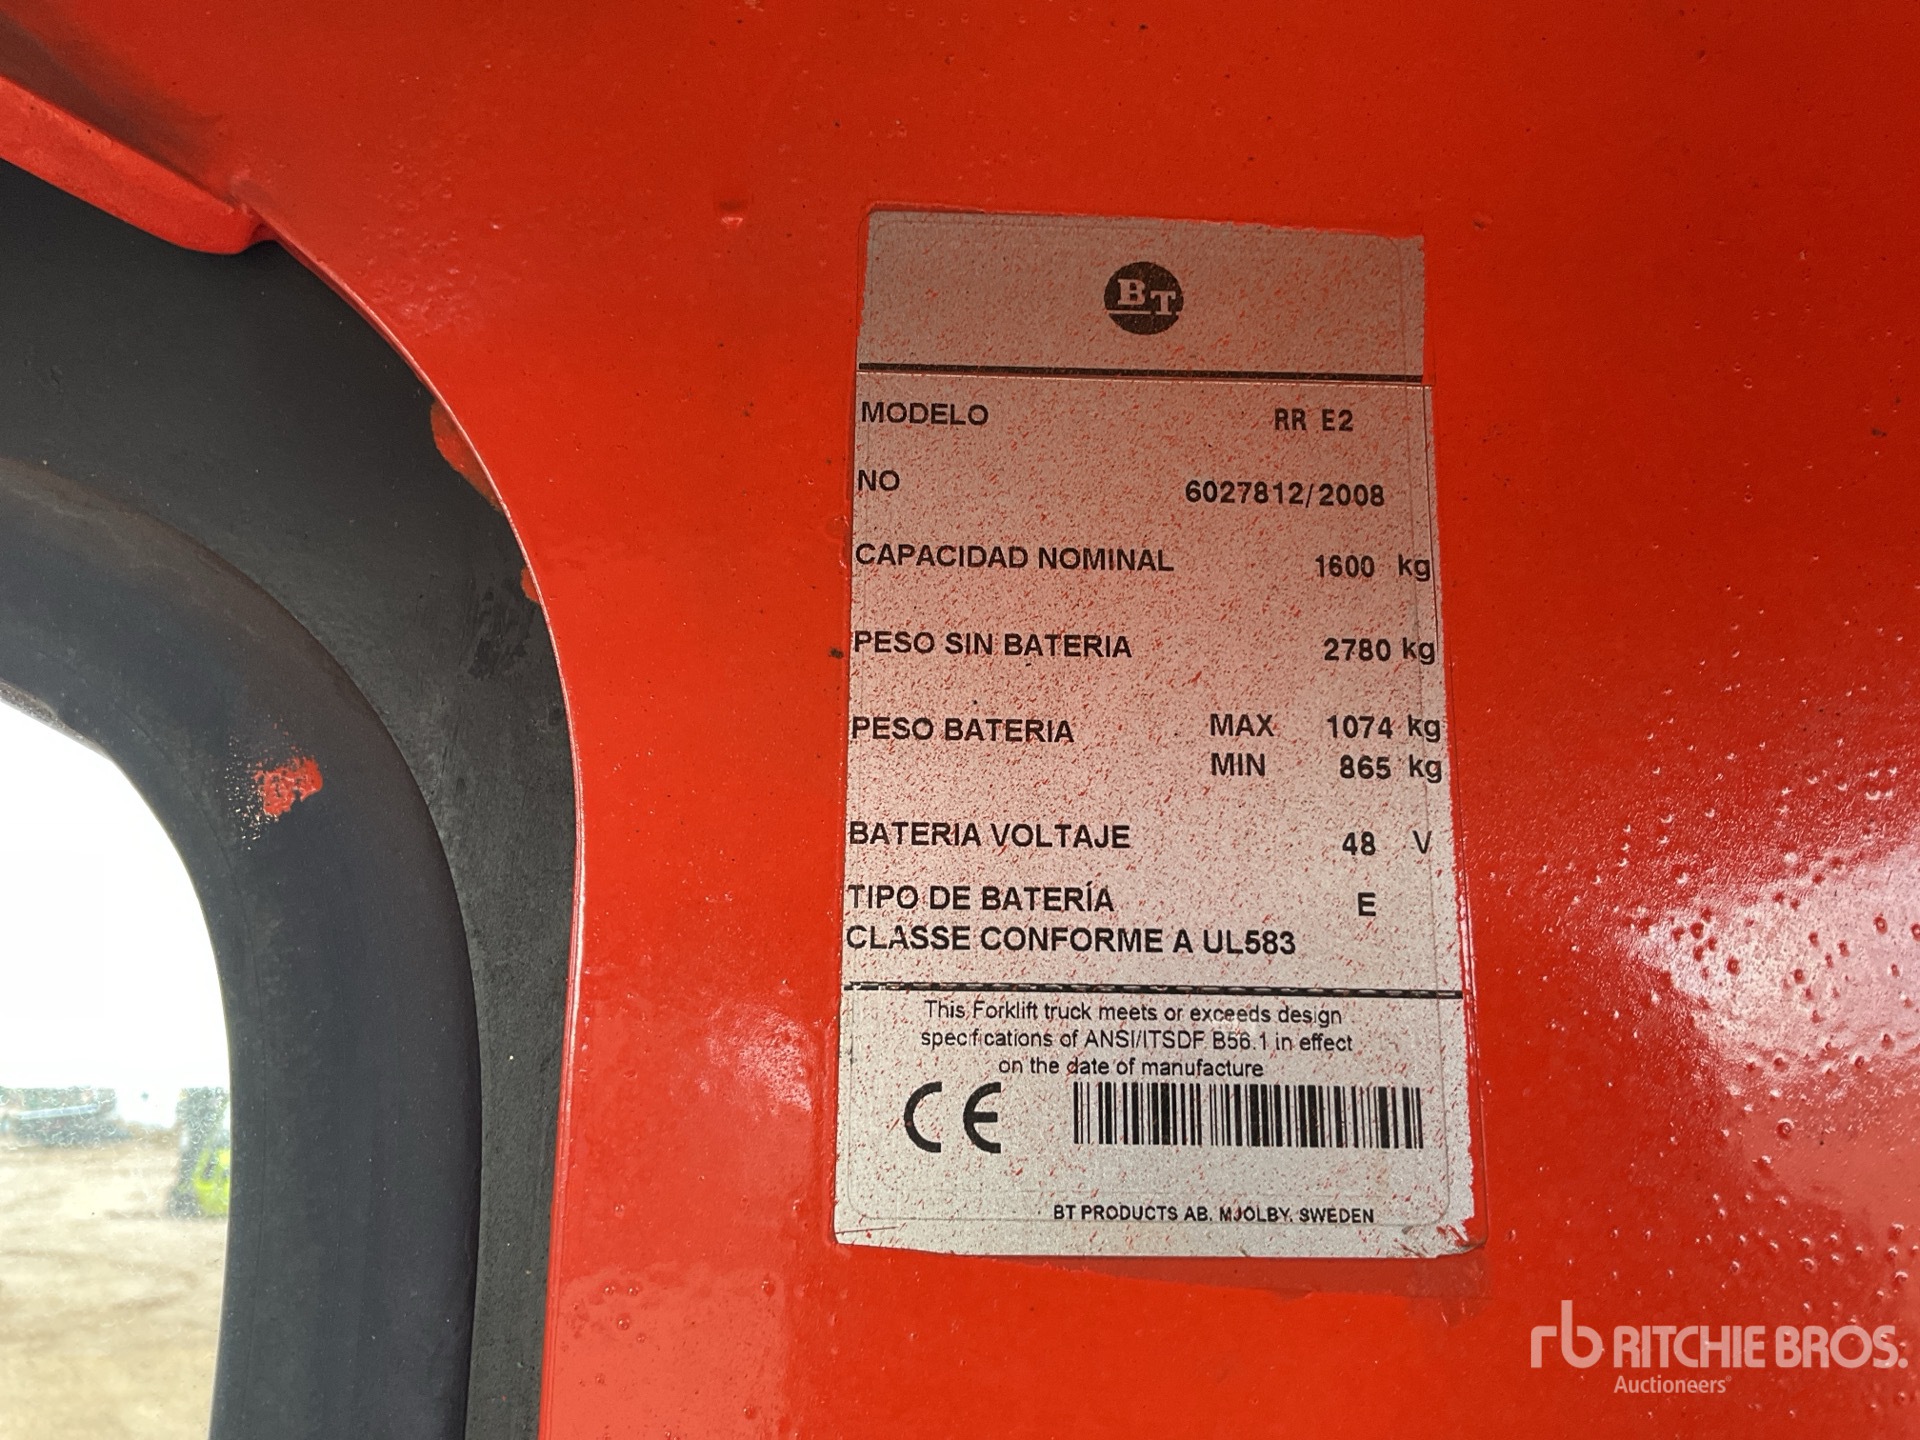 BT
MODELO RR E2
NO 6027812/2008
CAPACIDAD NOMINAL 1600 kg
PESO SIN BATERIA 2780 kg
PESO BATERIA MAX 1074 kg
MIN 865 kg
BATERIA VOLTAJE 48 V
TIPO DE BATERÍA E
CLASSE CONFORME A UL583
This Forklift truck meets or exceeds design
specifications of ANSI/ITSDF B56.1 in effect
on the date of manufacture
CE
BT PRODUCTS AB, MJOLBY, SWEDEN
rb RITCHIE BROS.
Auctioneers